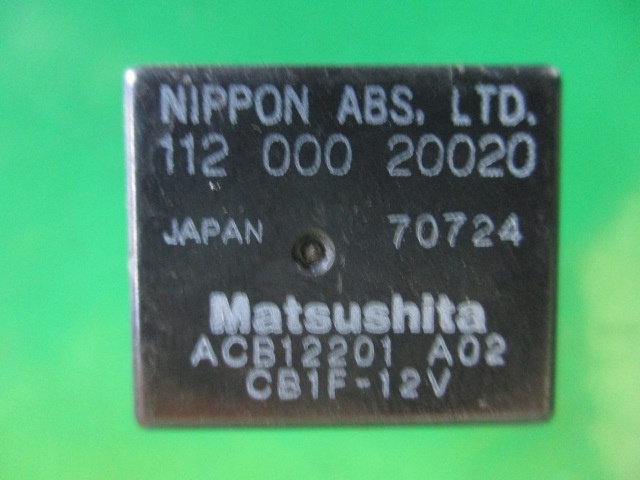 NIPPON ABS. LTD.
112 000 20020
JAPAN 70724
Matsushita
ACB12201 A02
CB1F-12V